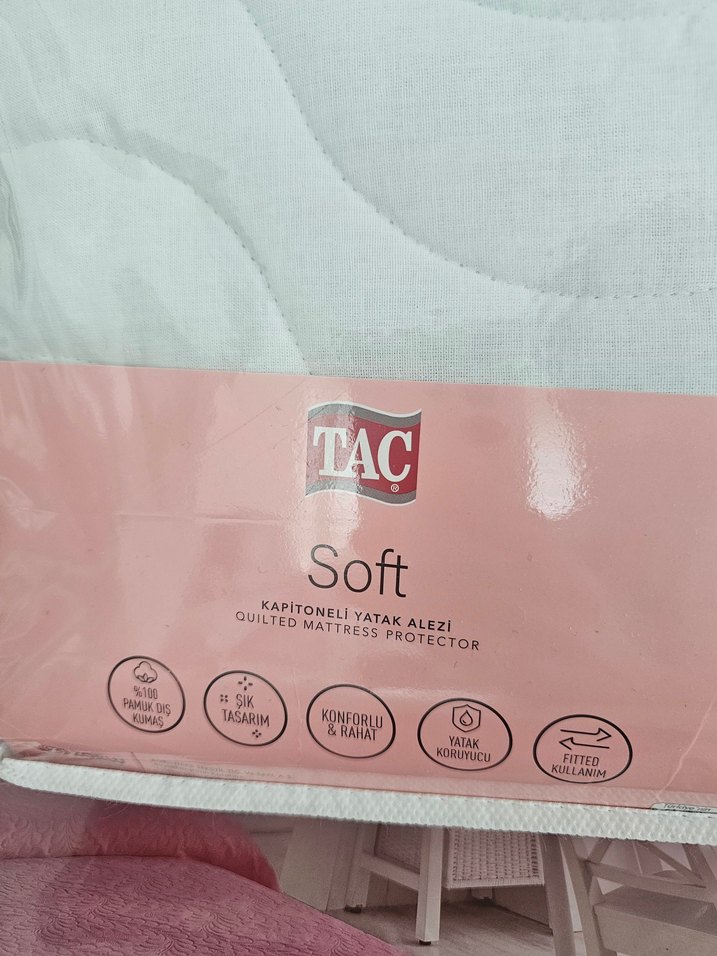 TAÇ
®
Soft
KAPİTONELİ YATAK ALEZİ
QUILTED MATTRESS PROTECTOR
%100
PAMUK DIŞ
KUMAŞ
ŞIK
TASARIM
KONFORLU
& RAHAT
YATAK
KORUYUCU
FITTED
KULLANIM